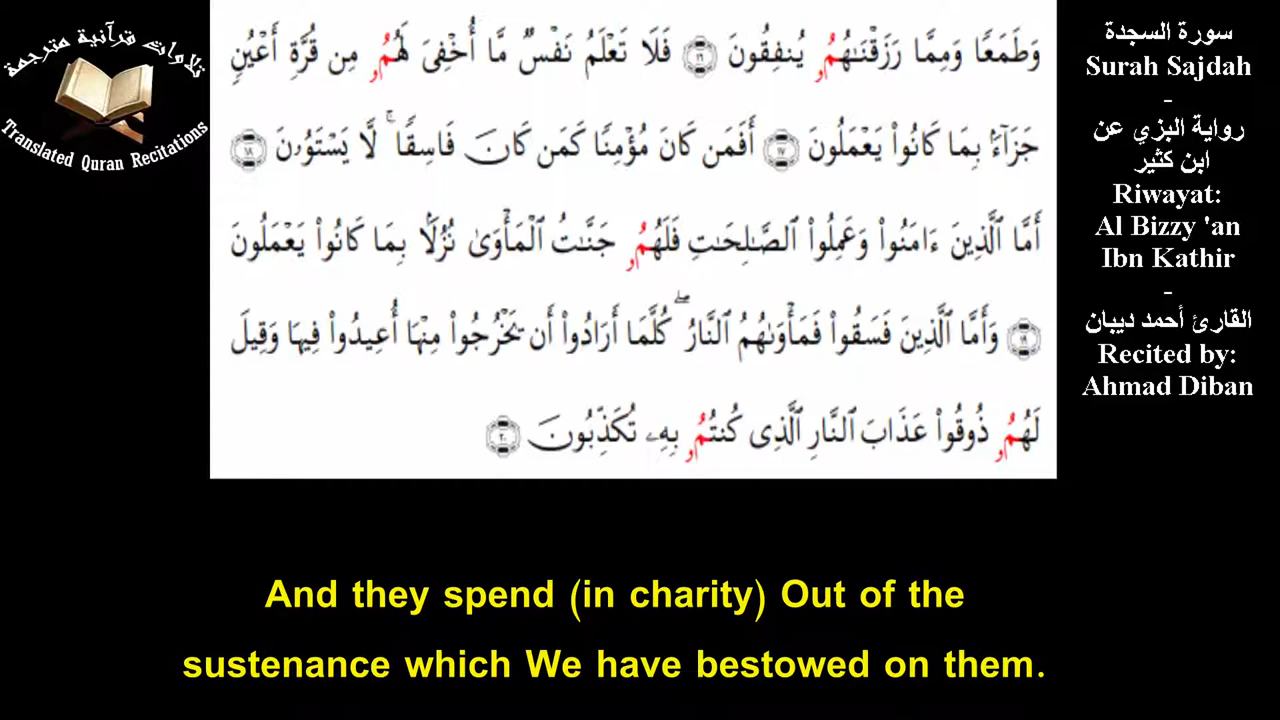 تلاوات قرآنية مترجمة
Translated Quran Recitations
وَطَمَعًا وَمِمَّا رَزَقْنَٰهُمُۥ يُنفِقُونَ ١٦ فَلَا تَعْلَمُ نَفْسٌ مَّا أُخْفِىَ لَهُمُۥ مِن قُرَّةِ أَعْيُنٍ
جَزَآءَۢ بِمَا كَانُوا۟ يَعْمَلُونَ ١٧ أَفَمَن كَانَ مُؤْمِنًا كَمَن كَانَ فَاسِقًا ۚ لَّا يَسْتَوُۥنَ ١٨
أَمَّا ٱلَّذِينَ ءَامَنُوا۟ وَعَمِلُوا۟ ٱلصَّٰلِحَٰتِ فَلَهُمُۥ جَنَّٰتُ ٱلْمَأْوَىٰ نُزُلًۢا بِمَا كَانُوا۟ يَعْمَلُونَ
١٩ وَأَمَّا ٱلَّذِينَ فَسَقُوا۟ فَمَأْوَىٰهُمُ ٱلنَّارُ ۖ كُلَّمَا أَرَادُوا۟ أَن يَخْرُجُوا۟ مِنْهَا أُعِيدُوا۟ فِيهَا وَقِيلَ
لَهُمُۥ ذُوقُوا۟ عَذَابَ ٱلنَّارِ ٱلَّذِى كُنتُمُۥ بِهِۦ تُكَذِّبُونَ ٢٠
سورة السجدة
Surah Sajdah
-
رواية البزي عن
ابن كثير
Riwayat:
Al Bizzy 'an
Ibn Kathir
-
القارئ أحمد ديبان
Recited by:
Ahmad Diban
And they spend (in charity) Out of the
sustenance which We have bestowed on them.